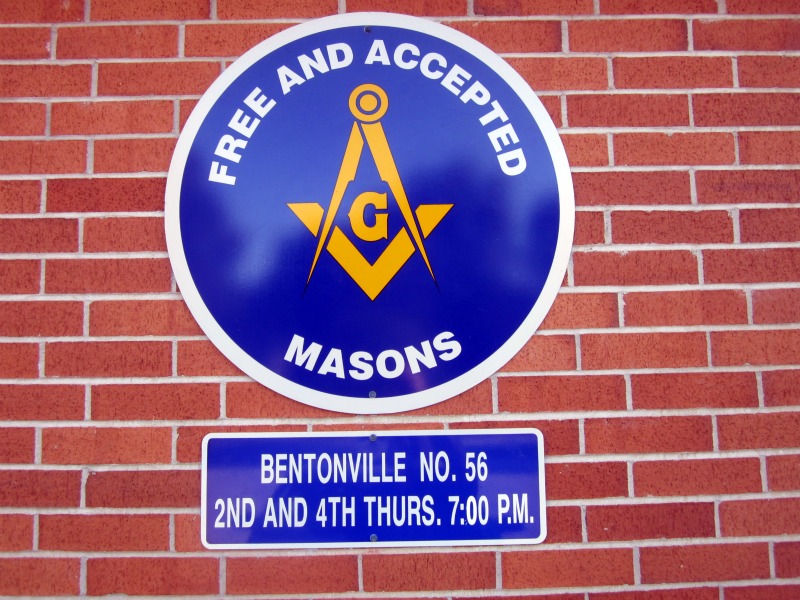 FREE AND ACCEPTED
G
MASONS
BENTONVILLE NO. 56
2ND AND 4TH THURS. 7:00 P.M.